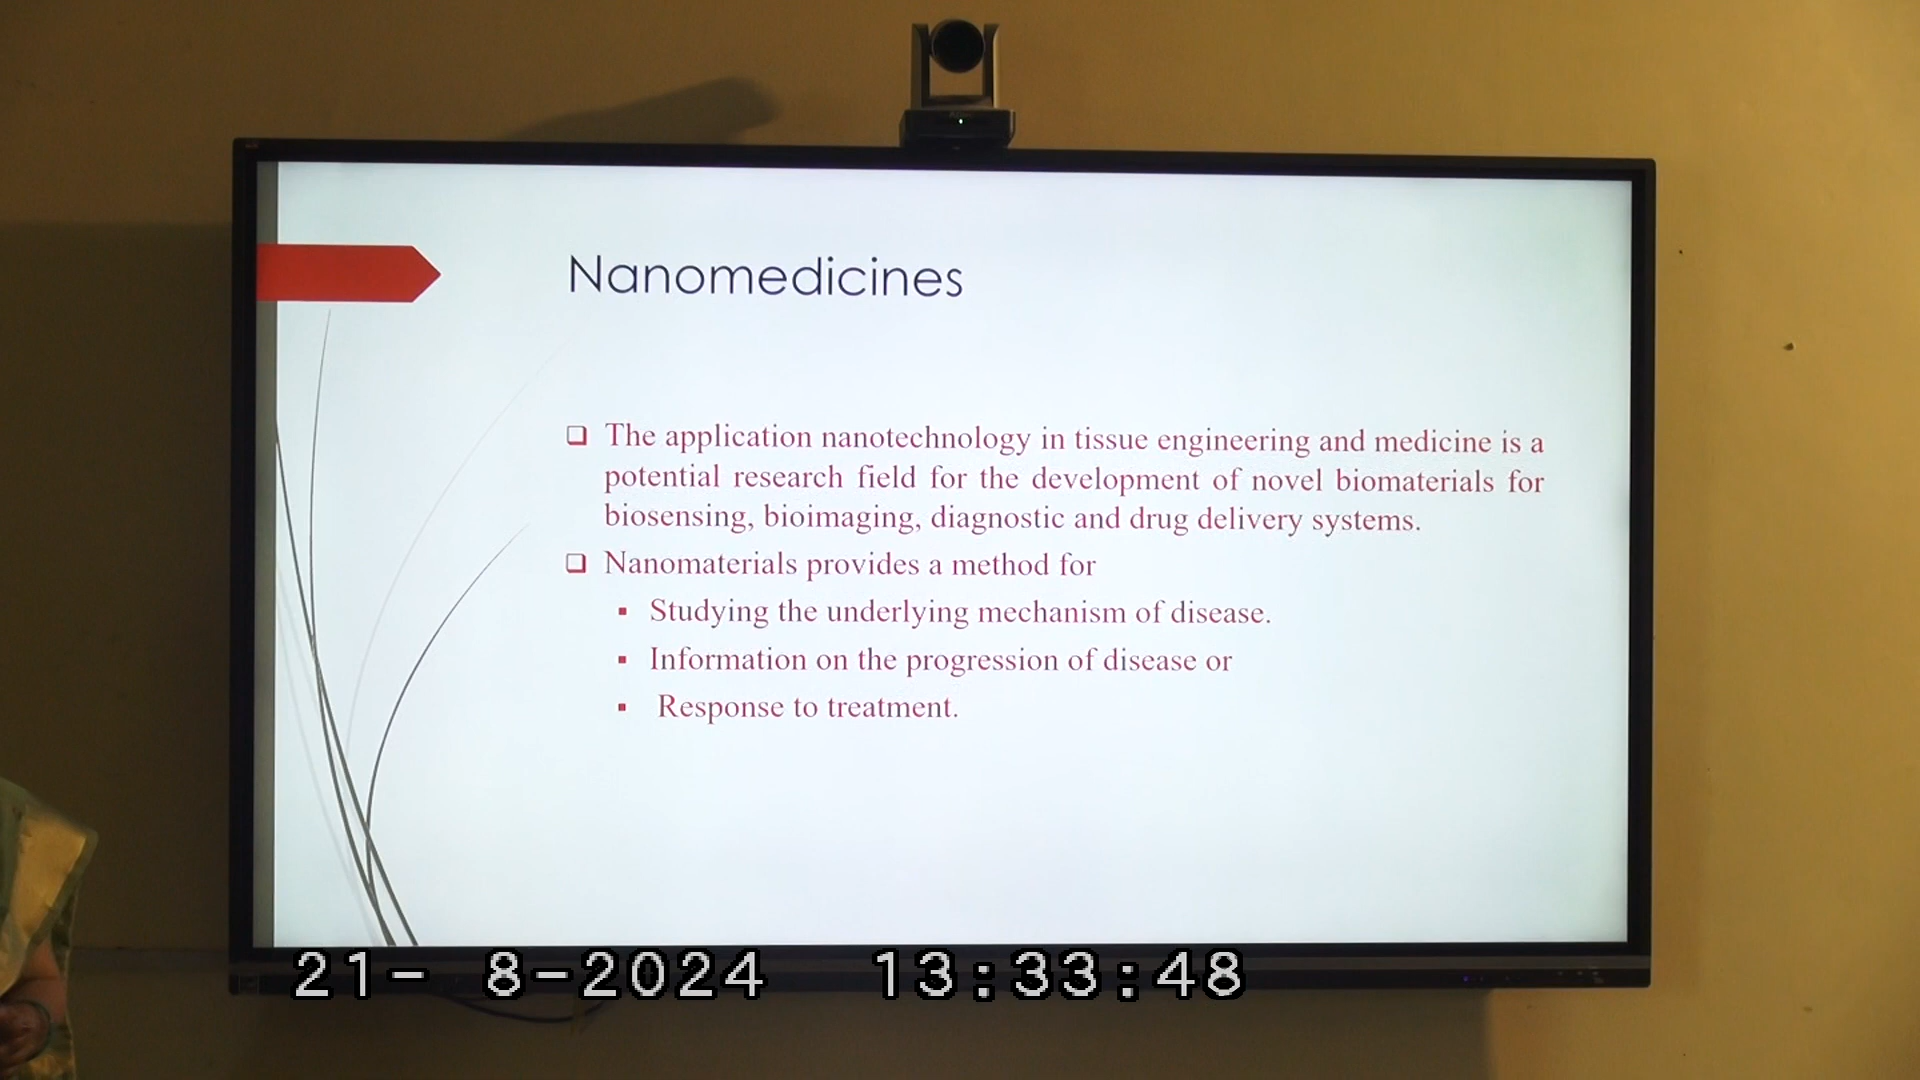 Nanomedicines
❑ The application nanotechnology in tissue engineering and medicine is a
potential research field for the development of novel biomaterials for
biosensing, bioimaging, diagnostic and drug delivery systems.
❑ Nanomaterials provides a method for
▪ Studying the underlying mechanism of disease.
▪ Information on the progression of disease or
▪ Response to treatment.
21- 8-2024 13:33:48